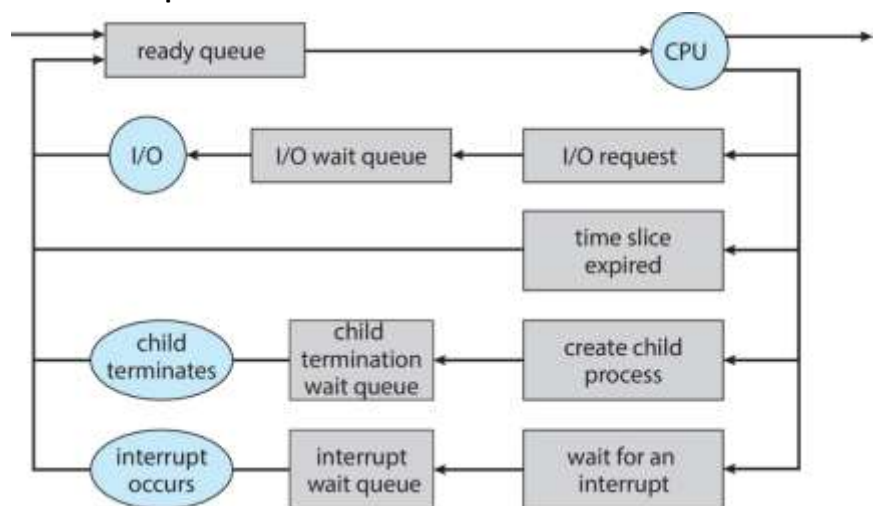 ready queue
CPU
I/O
I/O wait queue
I/O request
time slice
expired
child
terminates
child
termination
wait queue
create child
process
interrupt
occurs
interrupt
wait queue
wait for an
interrupt